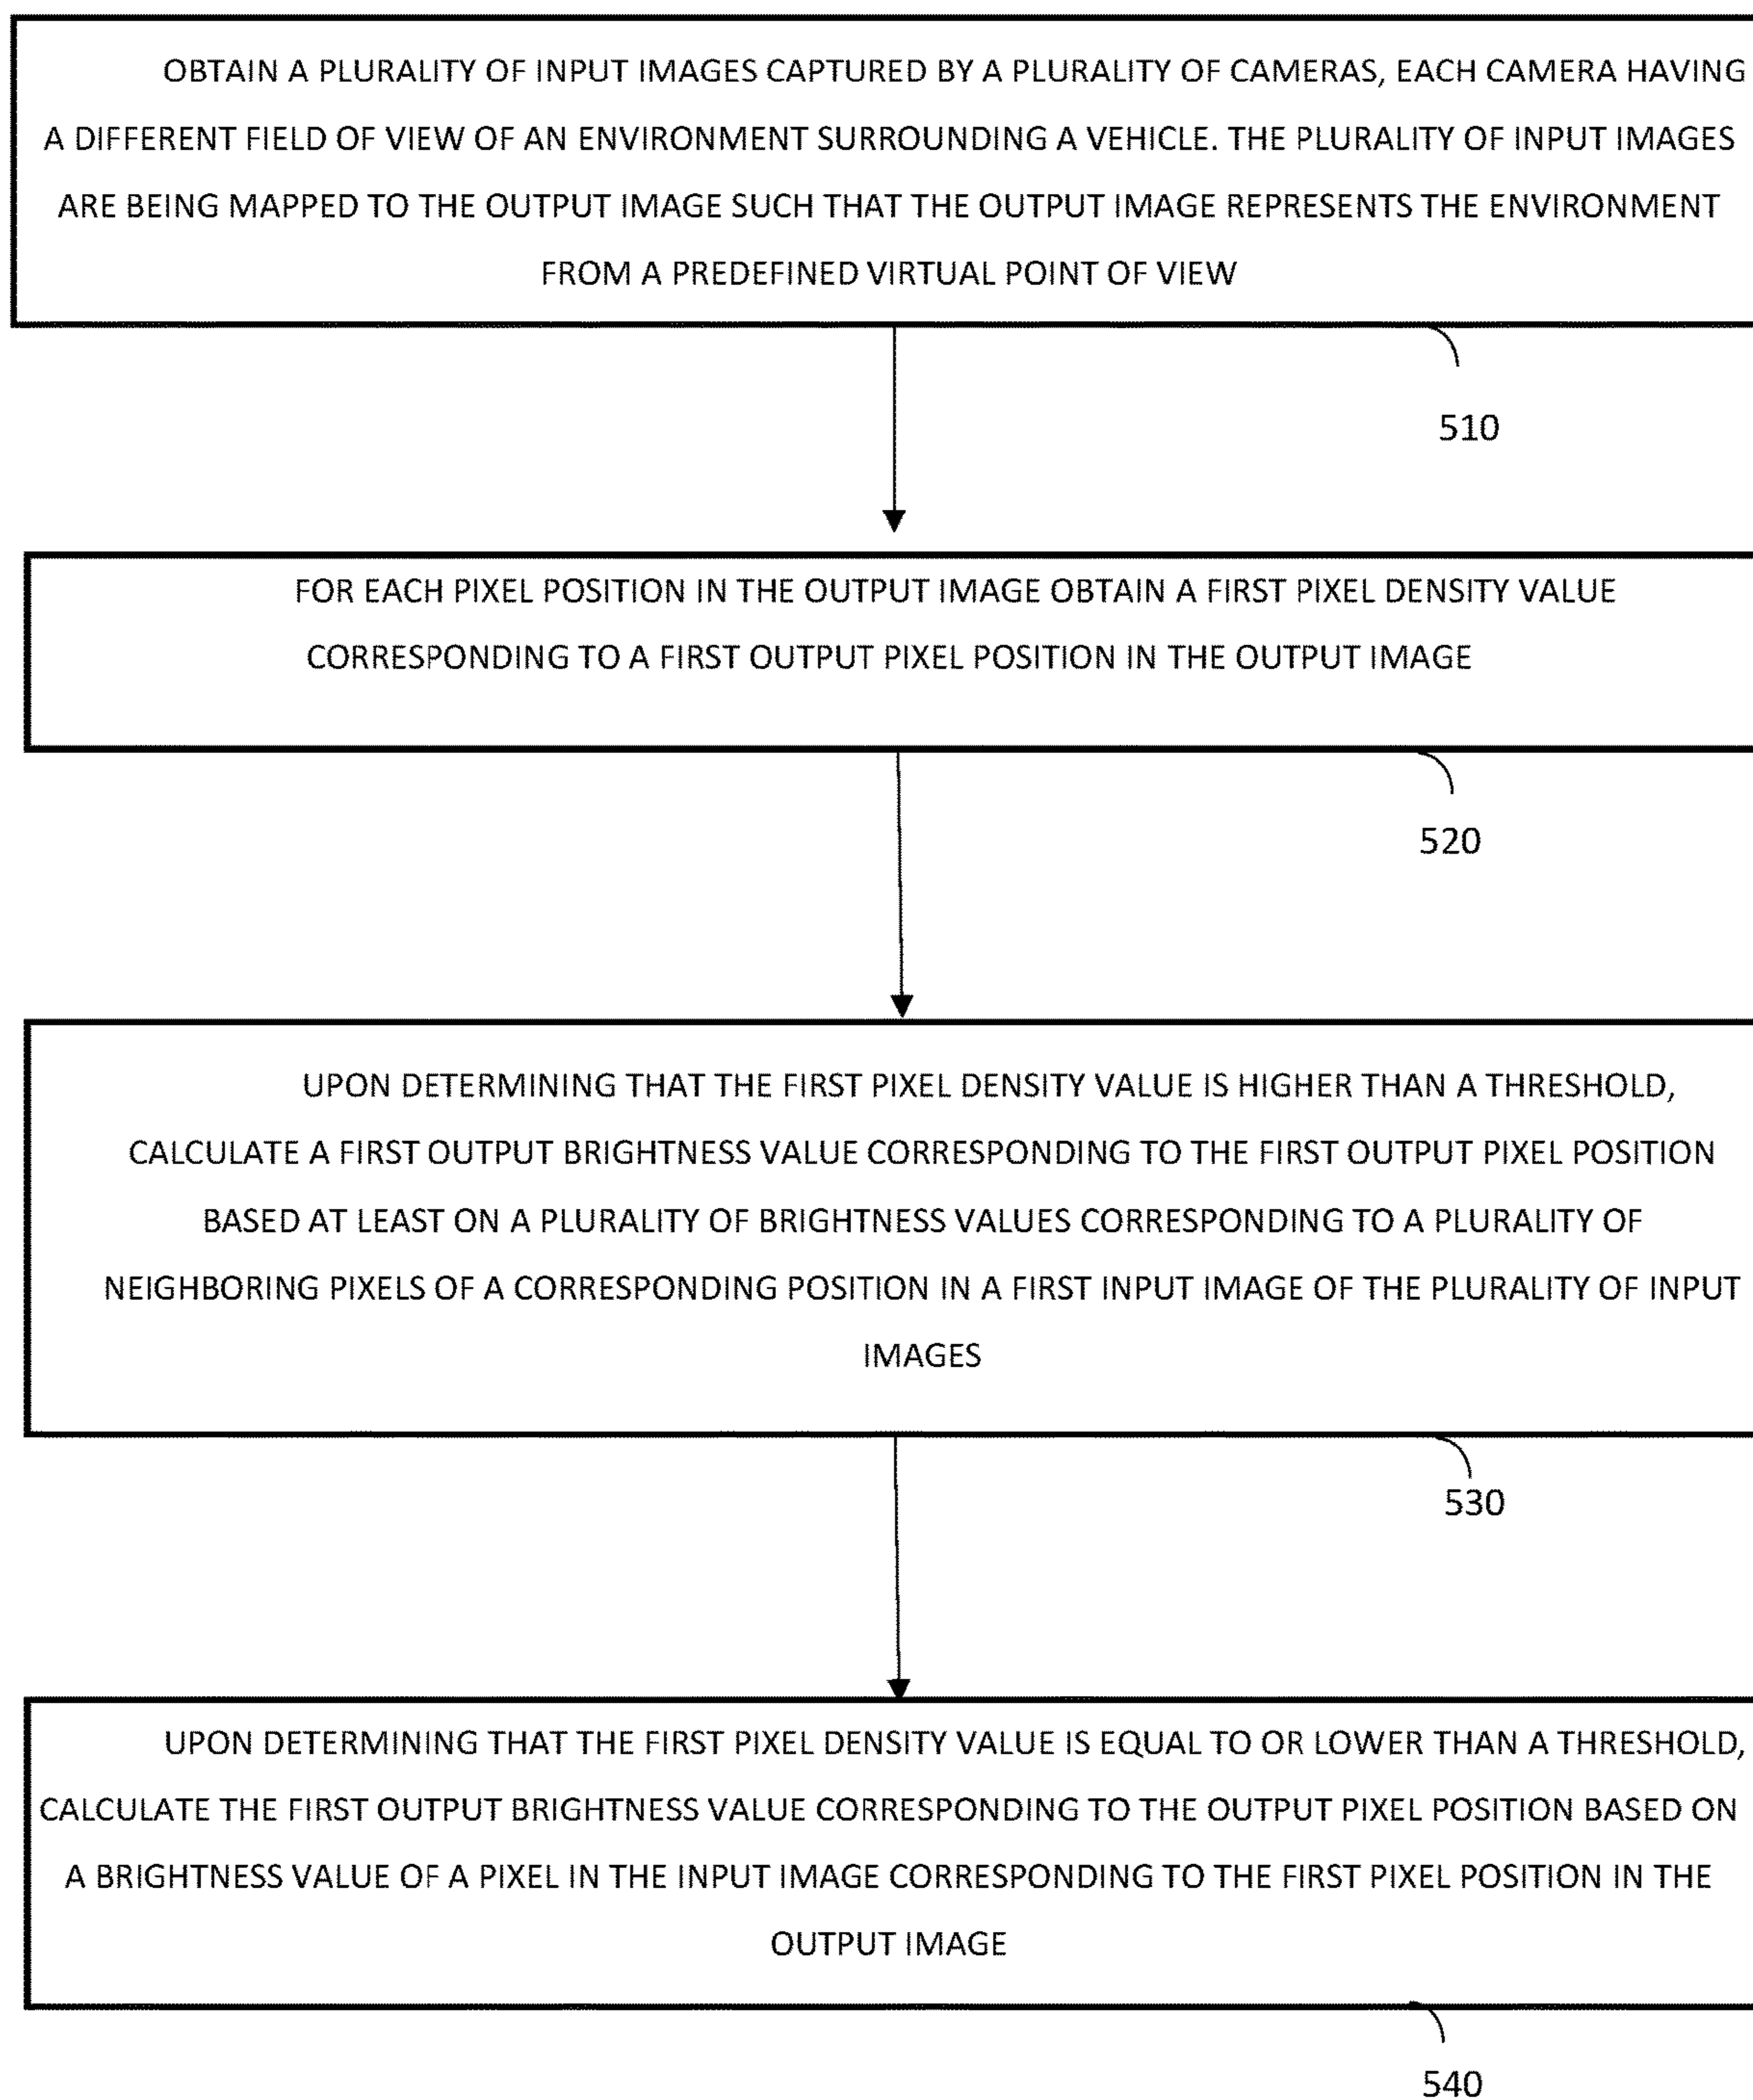 OBTAIN A PLURALITY OF INPUT IMAGES CAPTURED BY A PLURALITY OF CAMERAS, EACH CAMERA HAVING
A DIFFERENT FIELD OF VIEW OF AN ENVIRONMENT SURROUNDING A VEHICLE. THE PLURALITY OF INPUT IMAGES
ARE BEING MAPPED TO THE OUTPUT IMAGE SUCH THAT THE OUTPUT IMAGE REPRESENTS THE ENVIRONMENT
FROM A PREDEFINED VIRTUAL POINT OF VIEW
510
FOR EACH PIXEL POSITION IN THE OUTPUT IMAGE OBTAIN A FIRST PIXEL DENSITY VALUE
CORRESPONDING TO A FIRST OUTPUT PIXEL POSITION IN THE OUTPUT IMAGE
520
UPON DETERMINING THAT THE FIRST PIXEL DENSITY VALUE IS HIGHER THAN A THRESHOLD,
CALCULATE A FIRST OUTPUT BRIGHTNESS VALUE CORRESPONDING TO THE FIRST OUTPUT PIXEL POSITION
BASED AT LEAST ON A PLURALITY OF BRIGHTNESS VALUES CORRESPONDING TO A PLURALITY OF
NEIGHBORING PIXELS OF A CORRESPONDING POSITION IN A FIRST INPUT IMAGE OF THE PLURALITY OF INPUT
IMAGES
530
UPON DETERMINING THAT THE FIRST PIXEL DENSITY VALUE IS EQUAL TO OR LOWER THAN A THRESHOLD,
CALCULATE THE FIRST OUTPUT BRIGHTNESS VALUE CORRESPONDING TO THE OUTPUT PIXEL POSITION BASED ON
A BRIGHTNESS VALUE OF A PIXEL IN THE INPUT IMAGE CORRESPONDING TO THE FIRST PIXEL POSITION IN THE
OUTPUT IMAGE
540